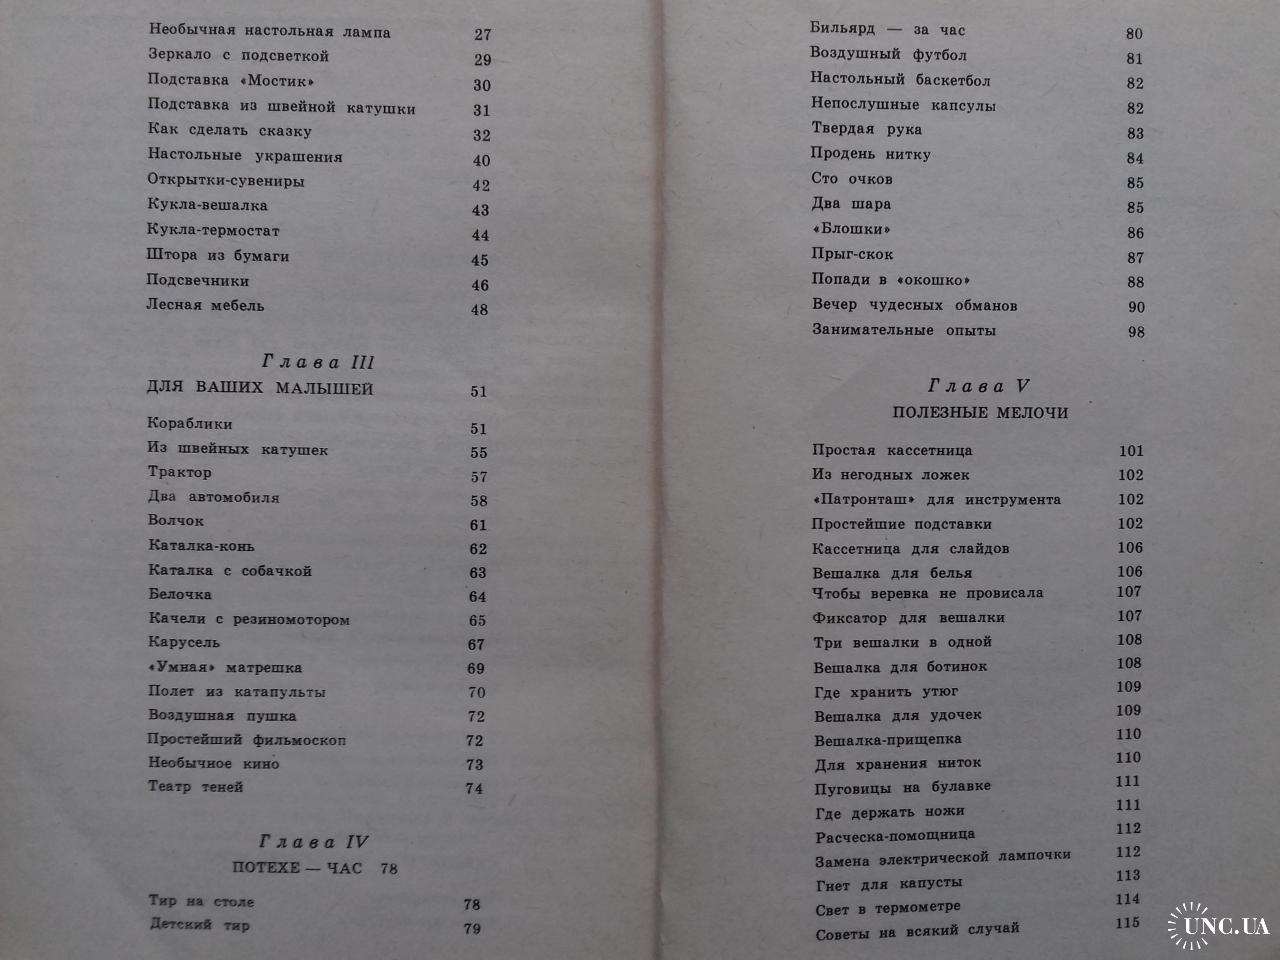 Необычная настольная лампа 27
Зеркало с подсветкой 29
Подставка «Мостик» 30
Подставка из швейной катушки 31
Как сделать сказку 32
Настольные украшения 40
Открытки-сувениры 42
Кукла-вешалка 43
Кукла-термостат 44
Штора из бумаги 45
Подсвечники 46
Лесная мебель 48
Глава III
ДЛЯ ВАШИХ МАЛЫШЕЙ 51
Кораблики 51
Из швейных катушек 55
Трактор 57
Два автомобиля 58
Волчок 61
Каталка-конь 62
Каталка с собачкой 63
Белочка 64
Качели с резиномотором 65
Карусель 67
«Умная» матрешка 69
Полет из катапульты 70
Воздушная пушка 72
Простейший фильмоскоп 72
Необычное кино 73
Театр теней 74
Глава IV
ПОТЕХЕ — ЧАС 78
Тир на столе 78
Детский тир 79
Бильярд — за час 80
Воздушный футбол 81
Настольный баскетбол 82
Непослушные капсулы 82
Твердая рука 83
Продень нитку 84
Сто очков 85
Два шара 85
«Блошки» 86
Прыг-скок 87
Попади в «окошко» 88
Вечер чудесных обманов 90
Занимательные опыты 98
Глава V
ПОЛЕЗНЫЕ МЕЛОЧИ
Простая кассетница 101
Из негодных ложек 102
«Патронташ» для инструмента 102
Простейшие подставки 102
Кассетница для слайдов 106
Вешалка для белья 106
Чтобы веревка не провисала 107
Фиксатор для вешалки 107
Три вешалки в одной 108
Вешалка для ботинок 108
Где хранить утюг 109
Вешалка для удочек 109
Вешалка-прищепка 110
Для хранения ниток 110
Пуговицы на булавке 111
Где держать ножи 111
Расческа-помощница 112
Замена электрической лампочки 112
Гнет для капусты 113
Свет в термометре 114
Советы на всякий случай 115
UNC.UA